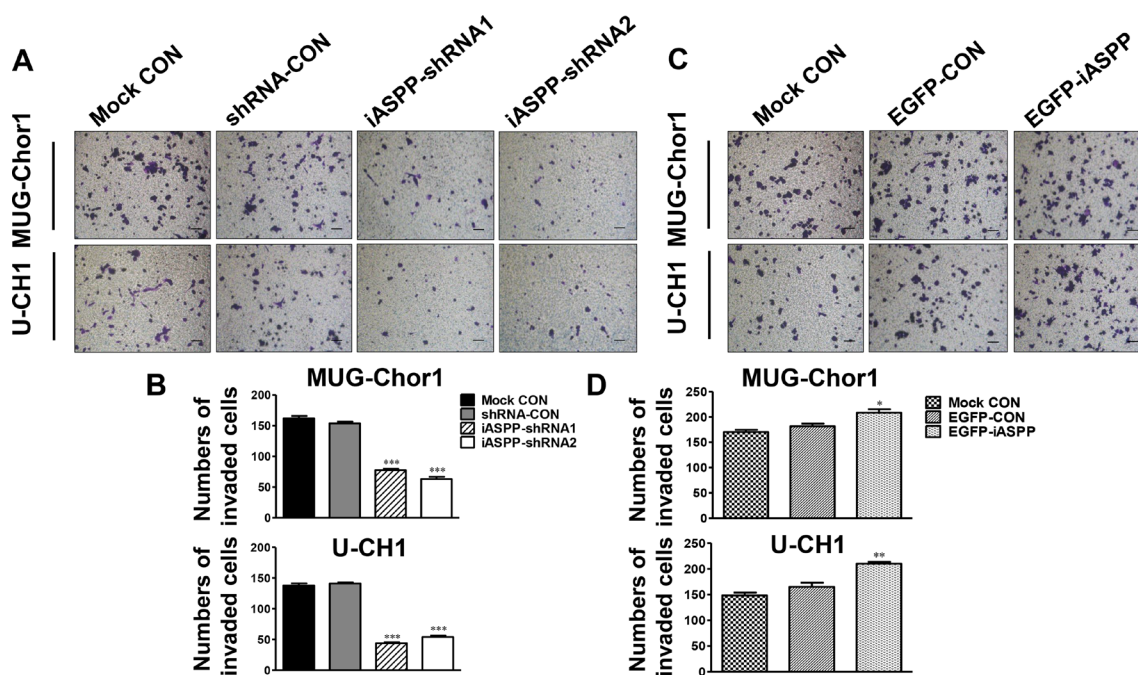 A
Mock CON
shRNA-CON
iASPP-shRNA1
iASPP-shRNA2
MUG-Chor1
U-CH1
C
Mock CON
EGFP-CON
EGFP-iASPP
MUG-Chor1
U-CH1
B
MUG-Chor1
Numbers of
invaded cells
200
150
100
50
0
***
***
Mock CON
shRNA-CON
iASPP-shRNA1
iASPP-shRNA2
U-CH1
Numbers of
invaded cells
200
150
100
50
0
***
***
D
MUG-Chor1
Numbers of
invaded cells
250
200
150
100
50
0
*
Mock CON
EGFP-CON
EGFP-iASPP
U-CH1
Numbers of
invaded cells
250
200
150
100
50
0
**